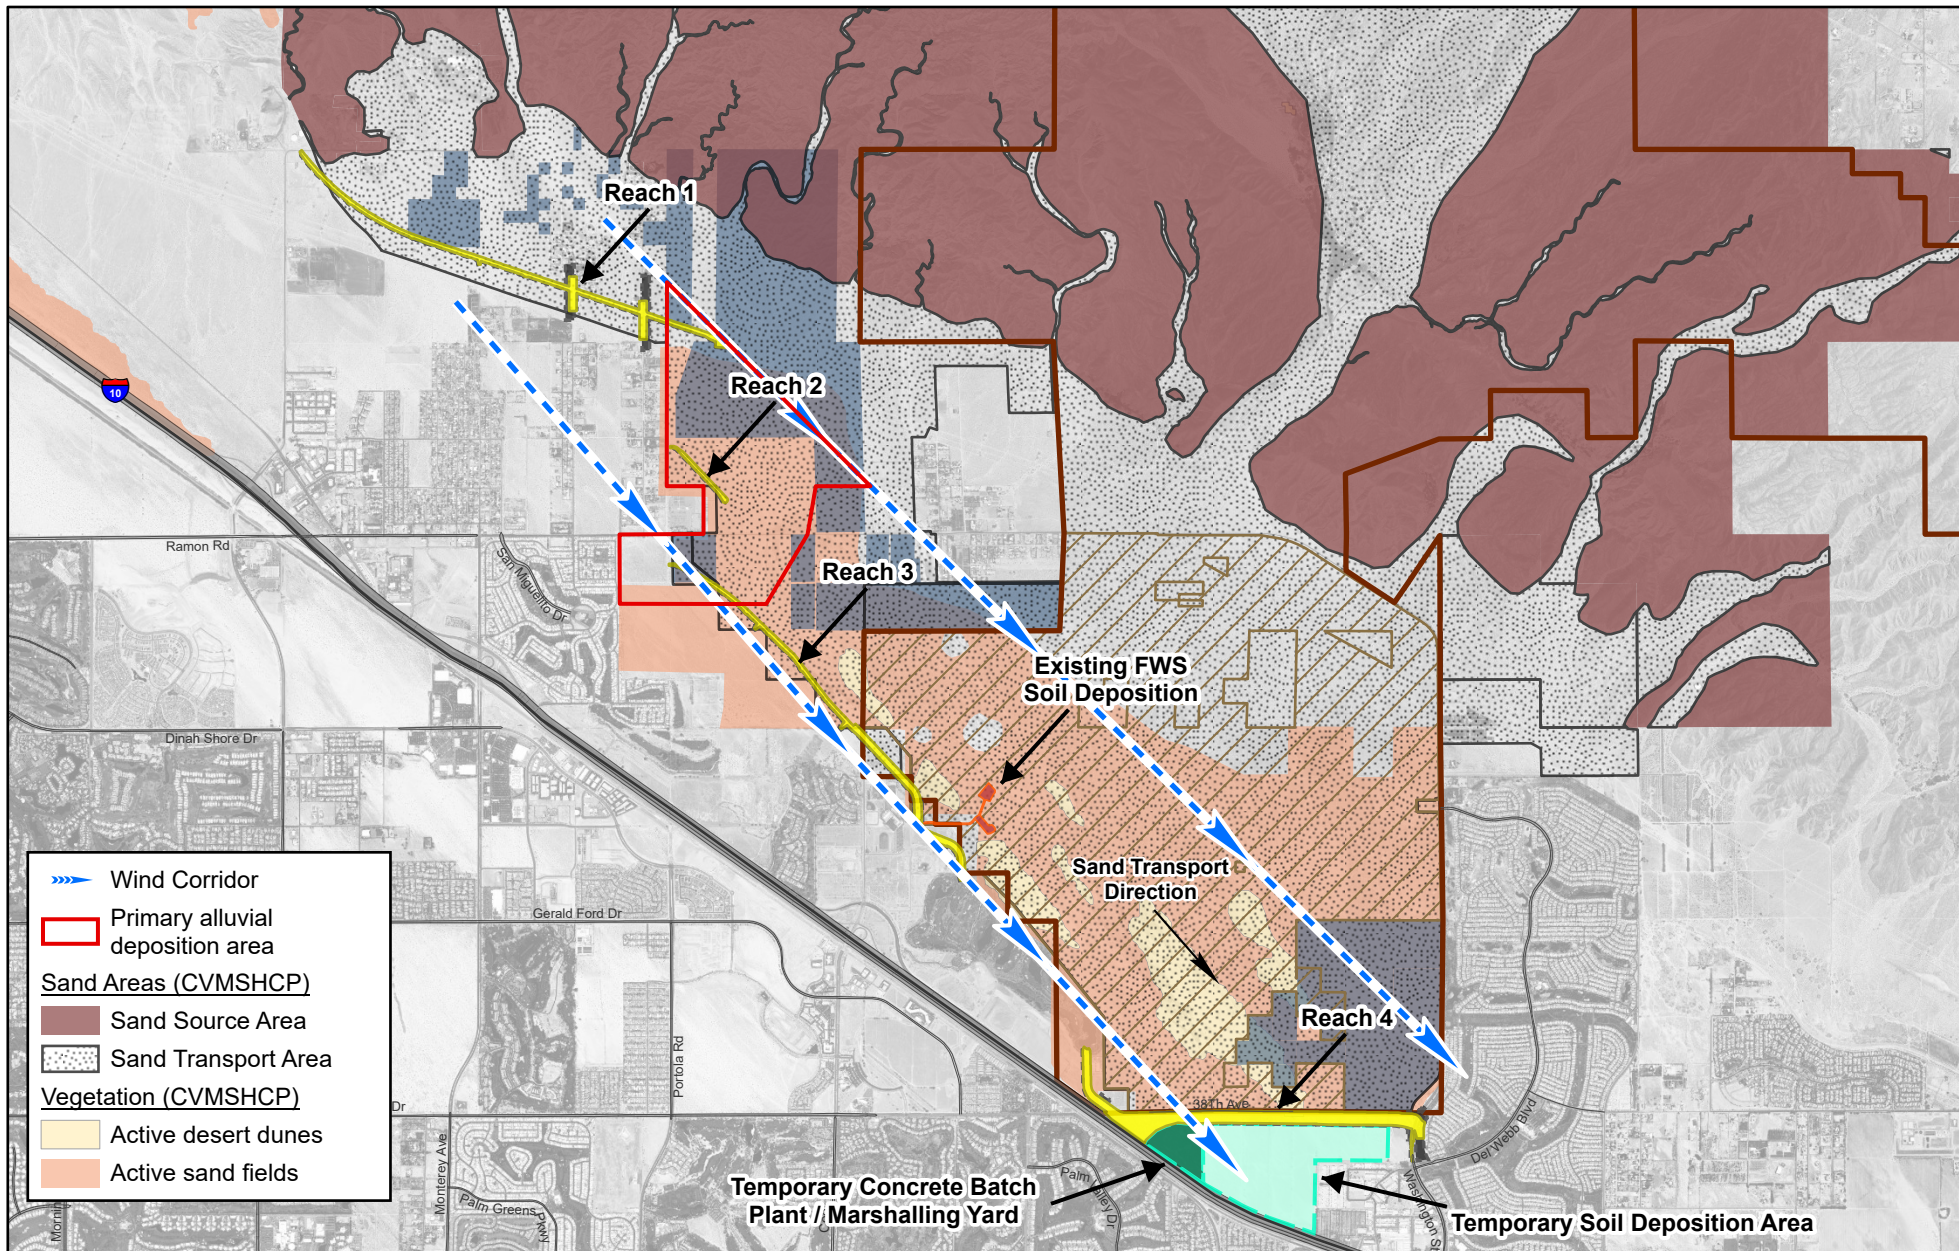 Reach 1
Reach 2
10
Ramon Rd
San Miguelito Dr
Reach 3
Existing FWS
Soil Deposition
Dinah Shore Dr
Sand Transport
Direction
Gerald Ford Dr
Reach 4
Portola Rd
38Th Ave
Dr
Monterey Ave
Palm Greens
Pkwy
Del Webb Blvd
Washington St
Temporary Concrete Batch
Plant / Marshalling Yard
Temporary Soil Deposition Area
Wind Corridor
Primary alluvial
deposition area
Sand Areas (CVMSHCP)
Sand Source Area
Sand Transport Area
Vegetation (CVMSHCP)
Active desert dunes
Active sand fields